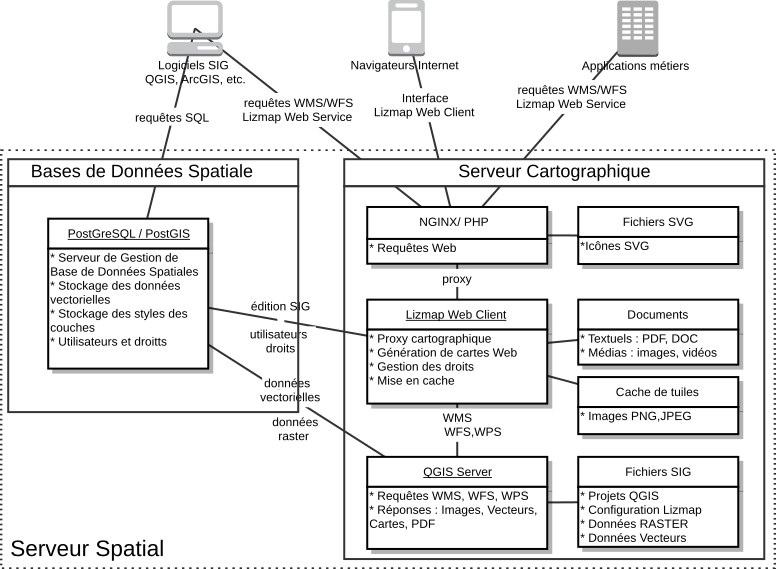 Logiciels SIG
QGIS, ArcGIS, etc.
Navigateurs Internet
Applications métiers
requêtes SQL
requêtes WMS/WFS
Lizmap Web Service
Interface
Lizmap Web Client
requêtes WMS/WFS
Lizmap Web Service
Bases de Données Spatiale
PostGreSQL / PostGIS
* Serveur de Gestion de
Base de Données Spatiales
* Stockage des données
vectorielles
* Stockage des styles des
couches
* Utilisateurs et droitts
édition SIG
utilisateurs
droits
données
vectorielles
données
raster
Serveur Cartographique
NGINX/ PHP
* Requêtes Web
Fichiers SVG
*Icônes SVG
proxy
Lizmap Web Client
* Proxy cartographique
* Génération de cartes Web
* Gestion des droits
* Mise en cache
Documents
* Textuels : PDF, DOC
* Médias : images, vidéos
Cache de tuiles
* Images PNG,JPEG
WMS
WFS,WPS
QGIS Server
* Requêtes WMS, WFS, WPS
* Réponses : Images, Vecteurs,
Cartes, PDF
Fichiers SIG
* Projets QGIS
* Configuration Lizmap
* Données RASTER
* Données Vecteurs
Serveur Spatial